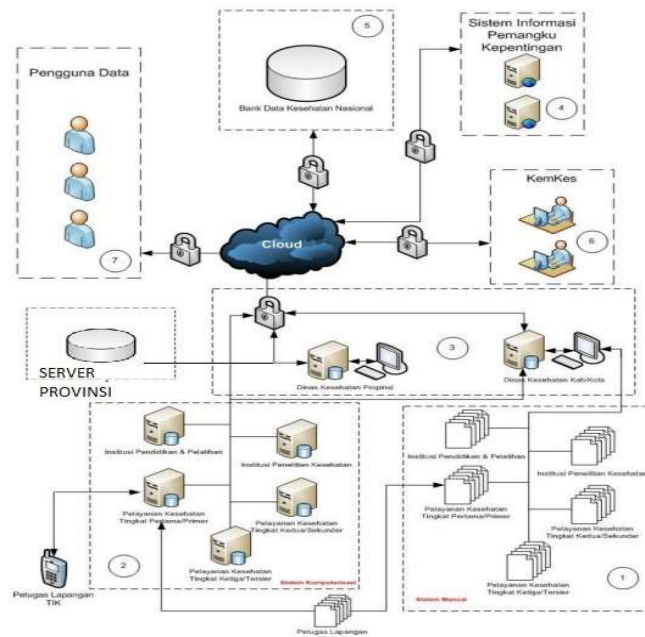 5
Sistem Informasi
Pemangku
Kepentingan
Pengguna Data
Bank Data Kesehatan Nasional
4
KemKes
Cloud
6
7
3
SERVER
PROVINSI
Dinas Kesehatan Propinsi
Dinas Kesehatan Kab/Kota
Institusi Pendidikan & Pelatihan
Institusi Penelitian Kesehatan
Institusi Pendidikan & Pelatihan
Institusi Penelitian Kesehatan
Pelayanan Kesehatan
Tingkat Pertama/Primer
Pelayanan Kesehatan
Tingkat Kedua/Sekunder
Pelayanan Kesehatan
Tingkat Pertama/Primer
Pelayanan Kesehatan
Tingkat Kedua/Sekunder
2
Pelayanan Kesehatan
Tingkat Ketiga/Tersier
Sistem Komputerisasi
1
Pelayanan Kesehatan
Tingkat Ketiga/Tersier
Sistem Manual
Petugas Lapangan
TIK
Petugas Lapangan